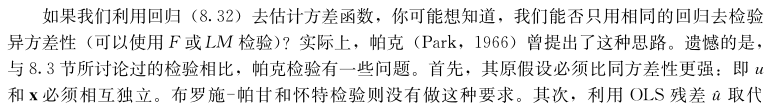 如果我们利用回归（8.32）去估计方差函数，你可能想知道，我们能否只用相同的回归去检验
异方差性（可以使用 F 或 LM 检验）？实际上，帕克（Park，1966）曾提出了这种思路。遗憾的是，
与 8.3 节所讨论过的检验相比，帕克检验有一些问题。首先，其原假设必须比同方差性更强：即 u
和 x 必须相互独立。布罗施-帕甘和怀特检验则没有做这种要求。其次，利用 OLS 残差 û 取代